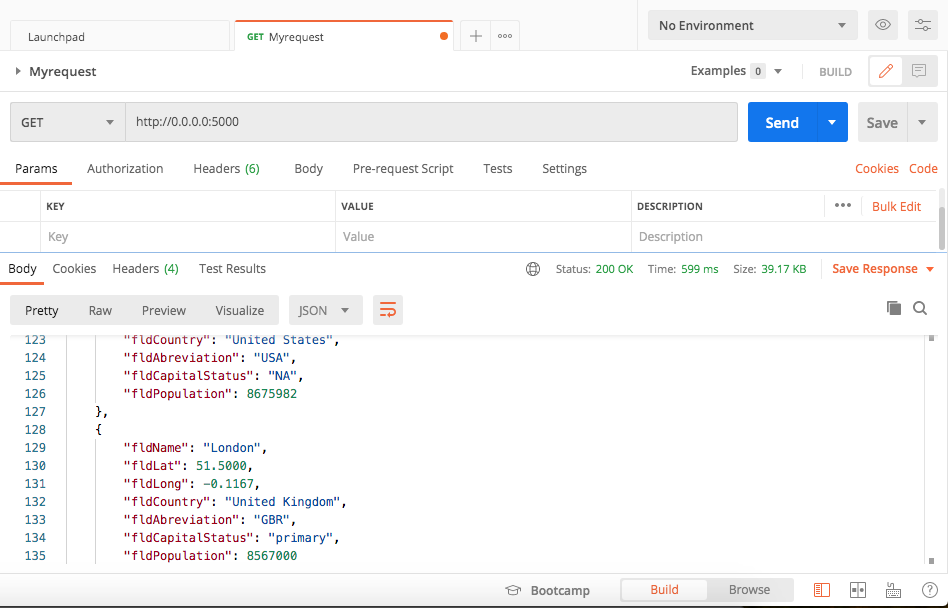 Launchpad
GET Myrequest
No Environment
Myrequest
Examples 0
BUILD
GET
http://0.0.0.0:5000
Send
Save
Params Authorization Headers (6) Body Pre-request Script Tests Settings Cookies Code
KEY VALUE DESCRIPTION Bulk Edit
Key Value Description
Body Cookies Headers (4) Test Results Status: 200 OK Time: 599 ms Size: 39.17 KB Save Response
Pretty Raw Preview Visualize JSON
123 "fldCountry": "United States",
124 "fldAbreviation": "USA",
125 "fldCapitalStatus": "NA",
126 "fldPopulation": 8675982
127 },
128 {
129 "fldName": "London",
130 "fldLat": 51.5000,
131 "fldLong": -0.1167,
132 "fldCountry": "United Kingdom",
133 "fldAbreviation": "GBR",
134 "fldCapitalStatus": "primary",
135 "fldPopulation": 8567000
Bootcamp Build Browse